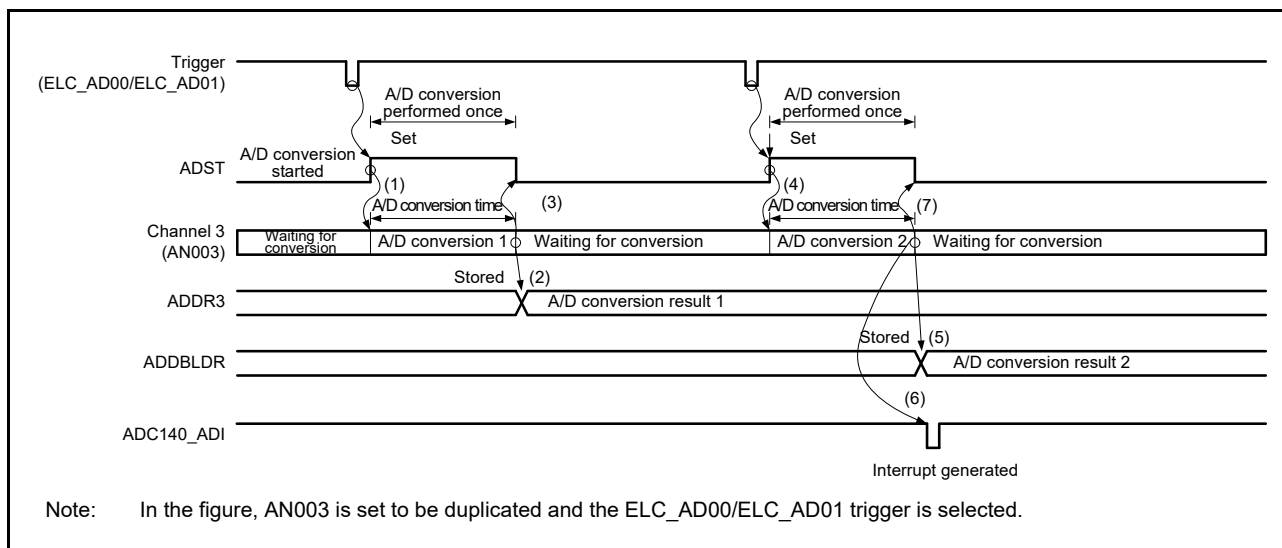 Trigger
(ELC_AD00/ELC_AD01)
A/D conversion
performed once
A/D conversion
performed once
Set
Set
A/D conversion
started
ADST
(1)
(3)
(4)
(7)
A/D conversion time
A/D conversion time
Channel 3
(AN003)
Waiting for
conversion
A/D conversion 1
Waiting for conversion
A/D conversion 2
Waiting for conversion
Stored
(2)
ADDR3
A/D conversion result 1
Stored
(5)
ADDBLDR
A/D conversion result 2
(6)
ADC140_ADI
Interrupt generated
Note: In the figure, AN003 is set to be duplicated and the ELC_AD00/ELC_AD01 trigger is selected.